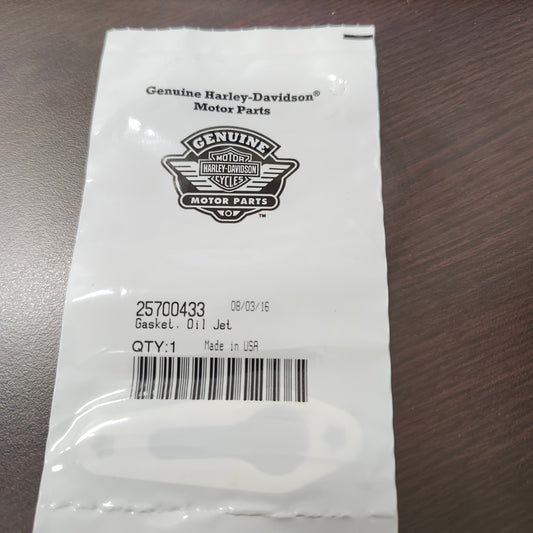 Genuine Harley-Davidson®
Motor Parts
GENUINE
MOTOR
HARLEY-DAVIDSON
CYCLES
MOTOR PARTS
™
25700433 08/03/16
Gasket, Oil Jet
QTY:1 Made in USA